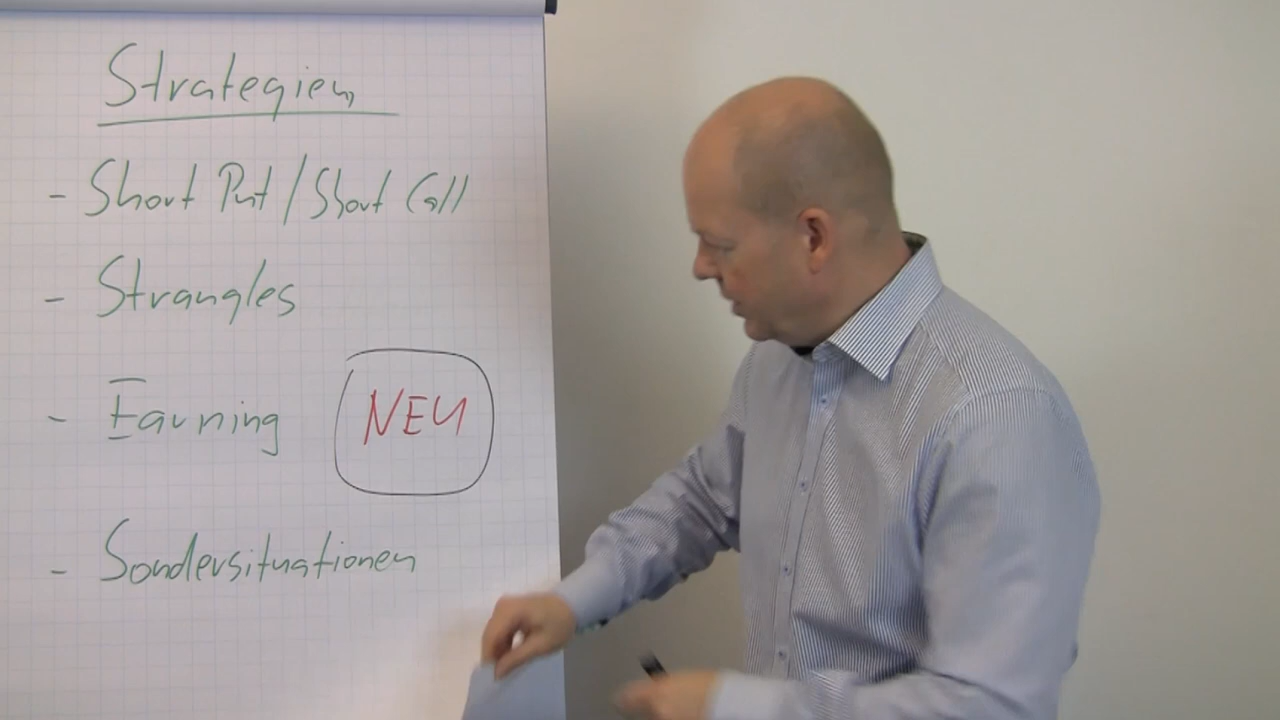 Strategien
- Short Put / Short Call
- Strangles
- Earning NEU
- Sondersituationen